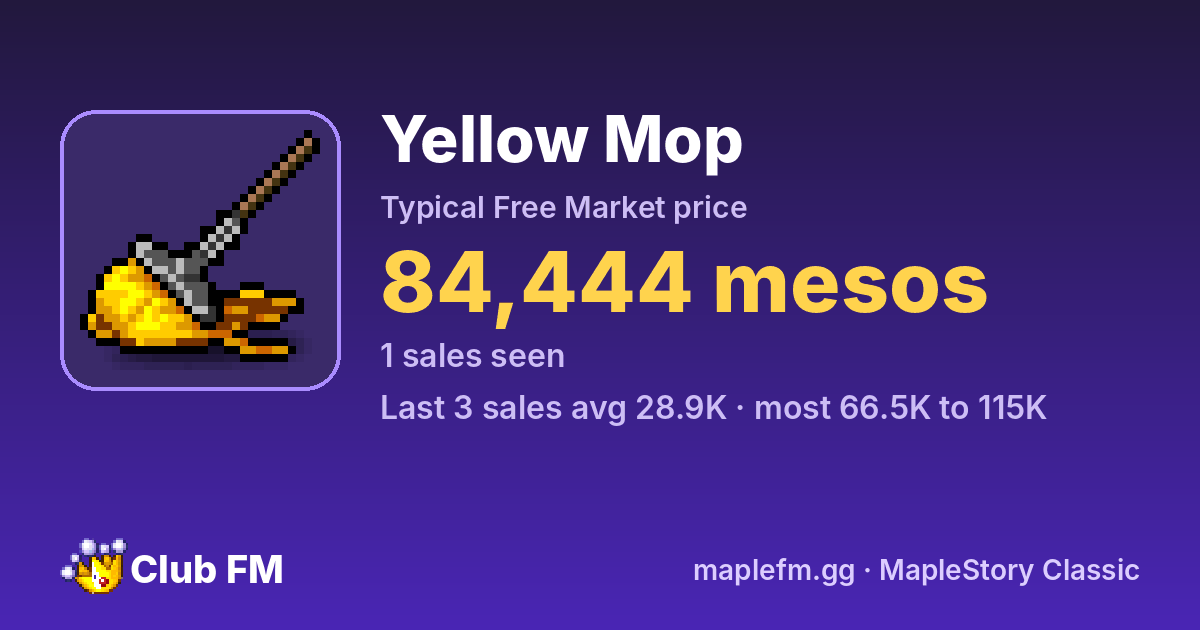 Yellow Mop
Typical Free Market price
84,444 mesos
1 sales seen
Last 3 sales avg 28.9K · most 66.5K to 115K
Club FM
maplefm.gg · MapleStory Classic